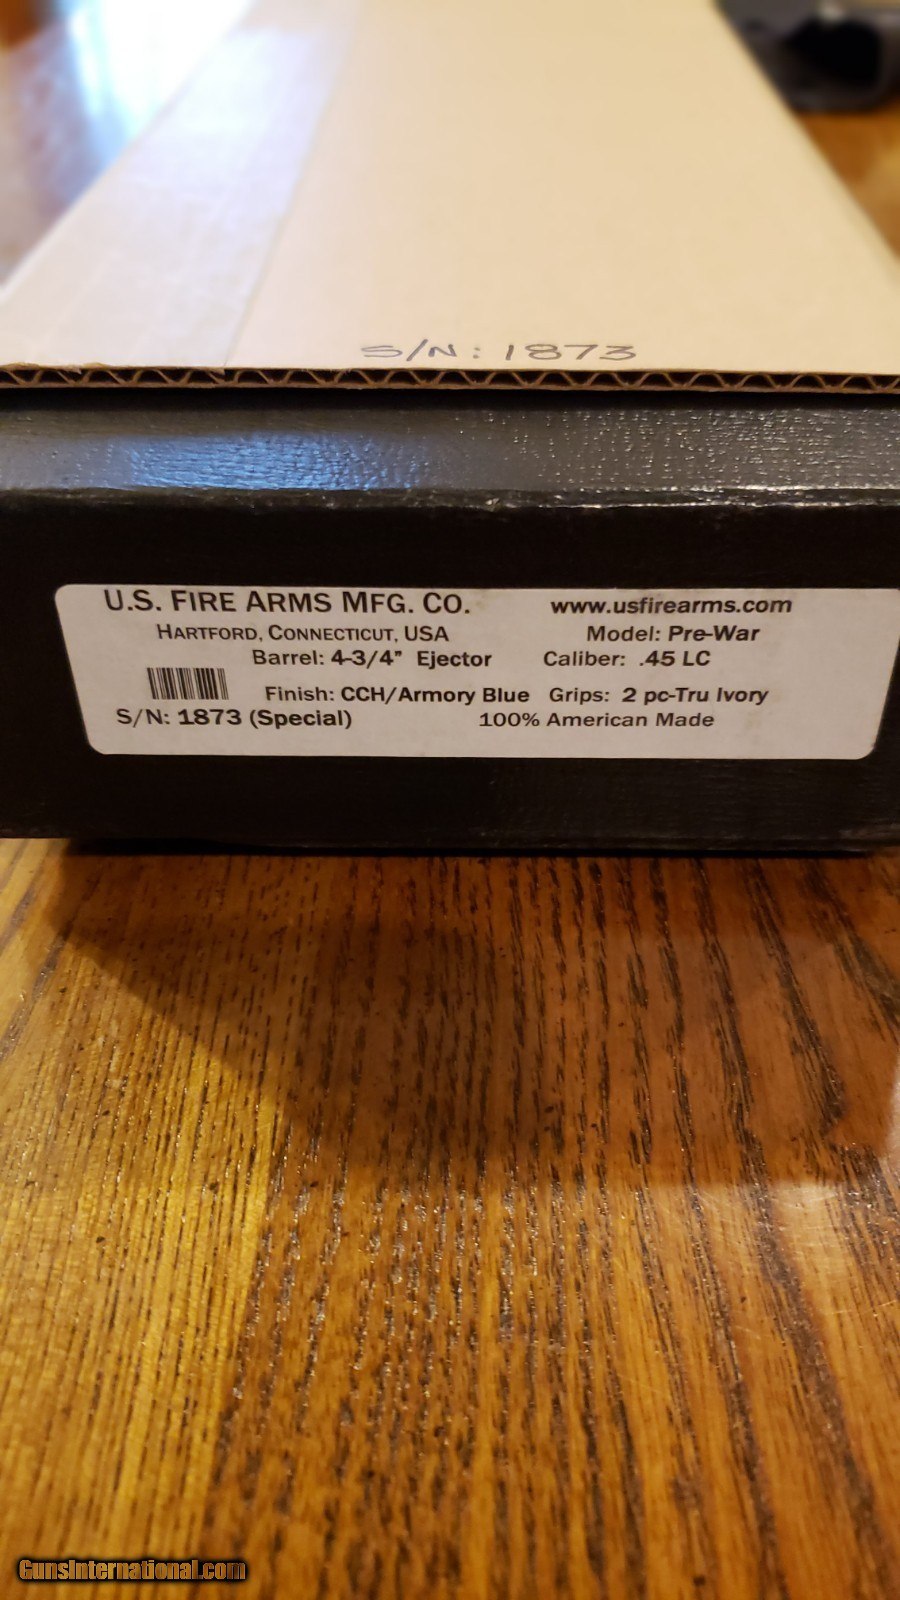 S/N: 1873
U.S. FIRE ARMS MFG. CO. www.usfirearms.com
HARTFORD, CONNECTICUT, USA Model: Pre-War
Barrel: 4-3/4" Ejector Caliber: .45 LC
Finish: CCH/Armory Blue Grips: 2 pc-Tru Ivory
S/N: 1873 (Special) 100% American Made
GunsInternational.com